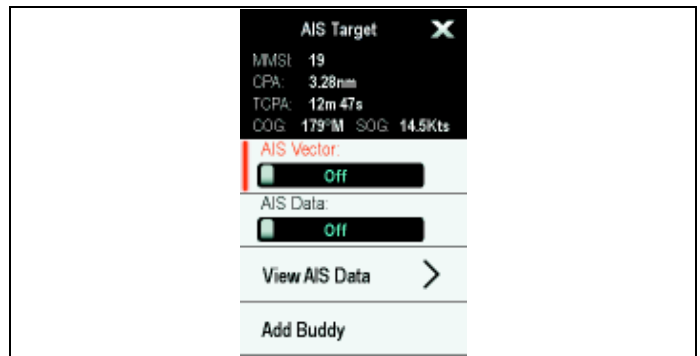 AIS Target
MMSI: 19
CPA: 3.28nm
TCPA: 12m 47s
COG: 179°M SOG: 14.5Kts
AIS Vector:
Off
AIS Data:
Off
View AIS Data
Add Buddy